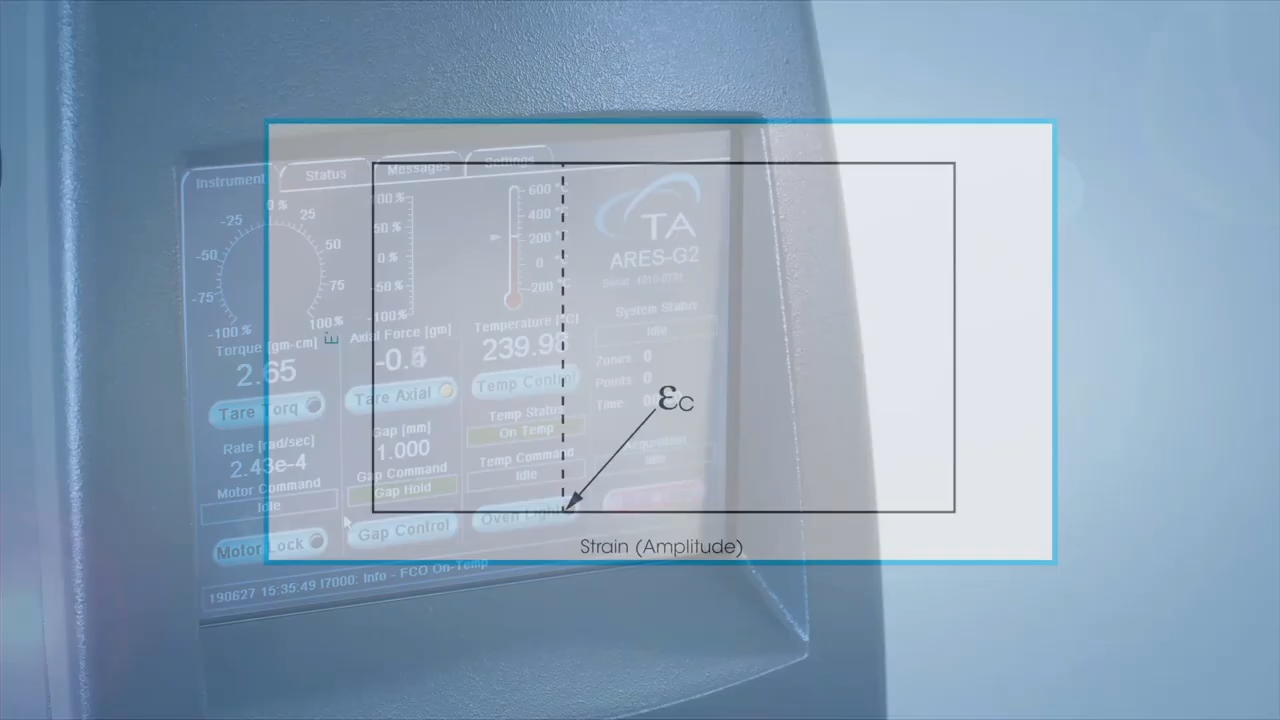 Instrument Status Messages Settings
0 %
-25 25
-50 50
-75 75
-100 % 100 %
Torque [gm-cm]
2.65
Tare Torq
Rate [rad/sec]
2.43e-4
Motor Command
Idle
Motor Lock
100 %
50 %
0 %
-50 %
-100 %
Axial Force [gm]
Tare Axial
Gap [mm]
1.000
Gap Command
Gap Hold
Gap Control
600 °C
400 °C
200 °C
0 °C
-200 °C
Temperature [°C]
239.98
Temp Control
Temp Status
On Temp
Temp Command
Idle
Oven Light
TA
ARES-G2
System Status
Idle
Zones: 0
Points: 0
Time:
Acquisition
Idle
190627 15:35:49 I7000: Info - FCO On-Temp
E
εc
Strain (Amplitude)